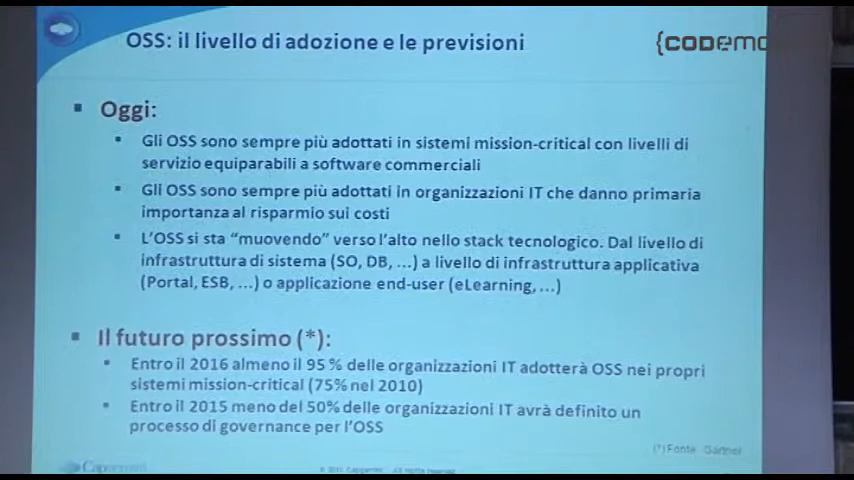 OSS: il livello di adozione e le previsioni
{codemo
Oggi:
Gli OSS sono sempre più adottati in sistemi mission-critical con livelli di
servizio equiparabili a software commerciali
Gli OSS sono sempre più adottati in organizzazioni IT che danno primaria
importanza al risparmio sui costi
L'OSS si sta “muovendo” verso l'alto nello stack tecnologico. Dal livello di
infrastruttura di sistema (SO, DB, ...) a livello di infrastruttura applicativa
(Portal, ESB, ...) o applicazione end-user (eLearning, ...)
Il futuro prossimo (*):
Entro il 2016 almeno il 95% delle organizzazioni IT adotterà OSS nei propri
sistemi mission-critical (75% nel 2010)
Entro il 2015 meno del 50% delle organizzazioni IT avrà definito un
processo di governance per l'OSS
(*) Fonte Gartner
Capgemini
Capgemini All rights reserved